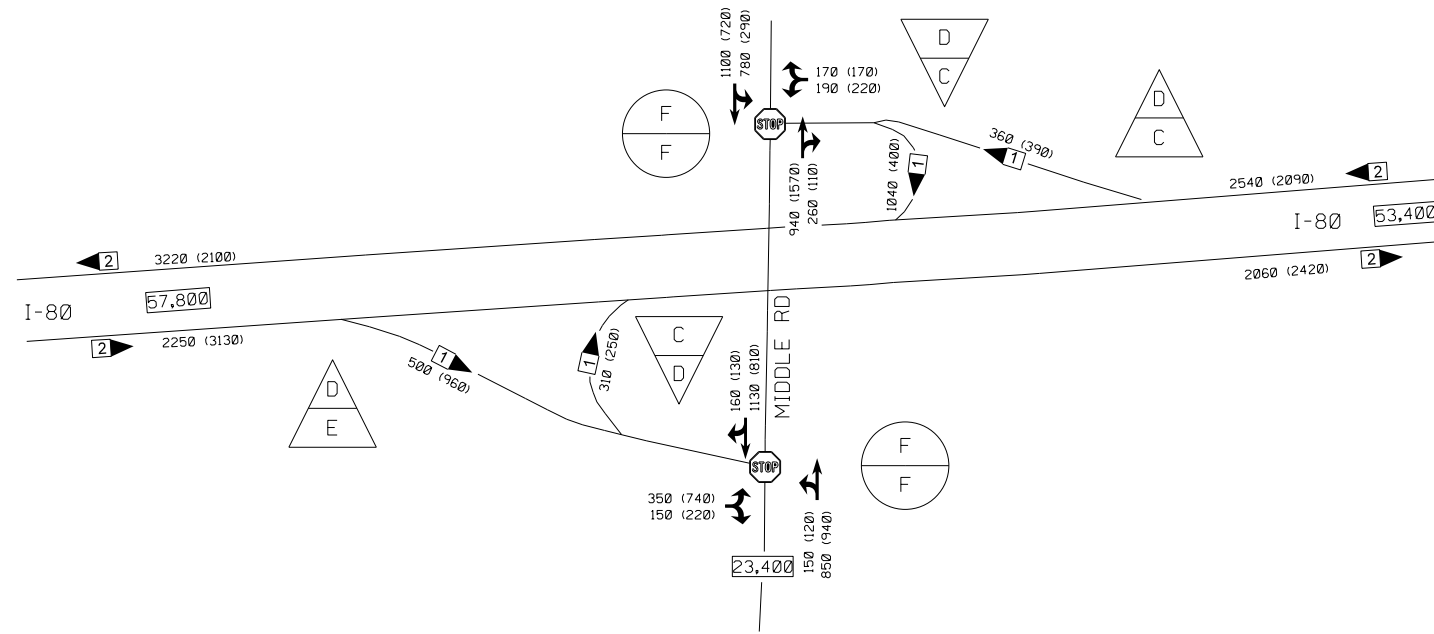 1100 (720)
780 (290)
170 (170)
190 (220)
D
C
D
C
F
F
STOP
360 (390)
1
1
1040 (400)
940 (1570)
260 (110)
2540 (2090)
2
I-80
53,400
2
3220 (2100)
2
2060 (2420)
57,800
I-80
2
2250 (3130)
1
500 (960)
1
310 (250)
C
D
MIDDLE RD
160 (130)
1130 (810)
D
E
STOP
F
F
350 (740)
150 (220)
150 (120)
850 (940)
23,400